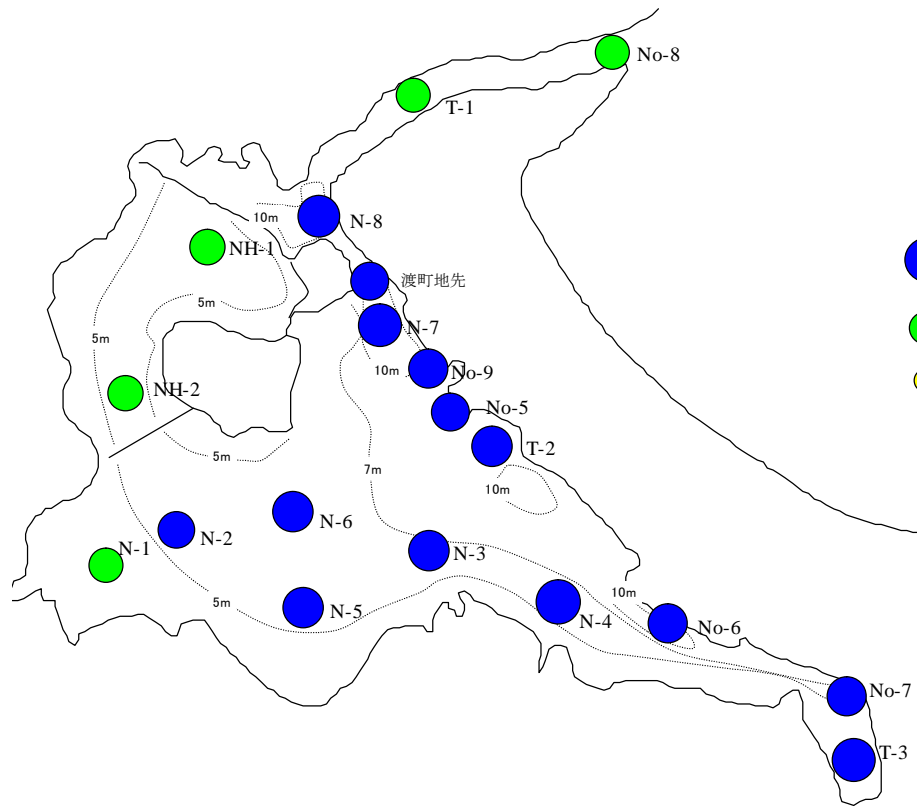 No-8
T-1
10m
N-8
NH-1
渡町地先
5m
N-7
5m
10m
No-9
NH-2
No-5
T-2
5m
7m
10m
N-6
N-2
N-1
N-3
10m
5m
N-5
N-4
No-6
No-7
T-3